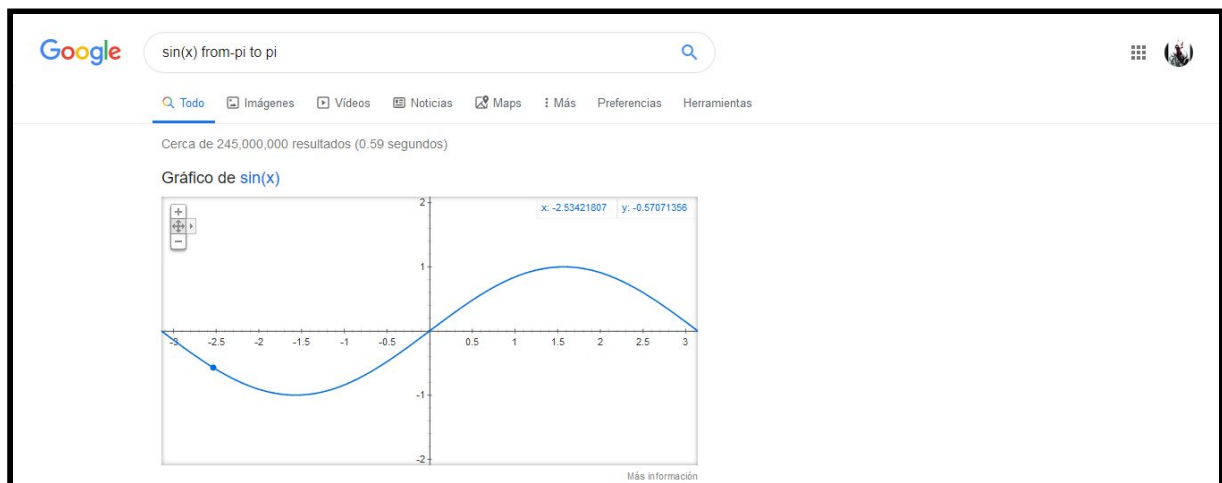 Google sin(x) from-pi to pi
Todo Imágenes Vídeos Noticias Maps Más Preferencias Herramientas
Cerca de 245,000,000 resultados (0.59 segundos)
Gráfico de sin(x)
x: -2.53421807 y: -0.57071356
2
1
-3 -2.5 -2 -1.5 -1 -0.5 0.5 1 1.5 2 2.5 3
-1
-2
Más información